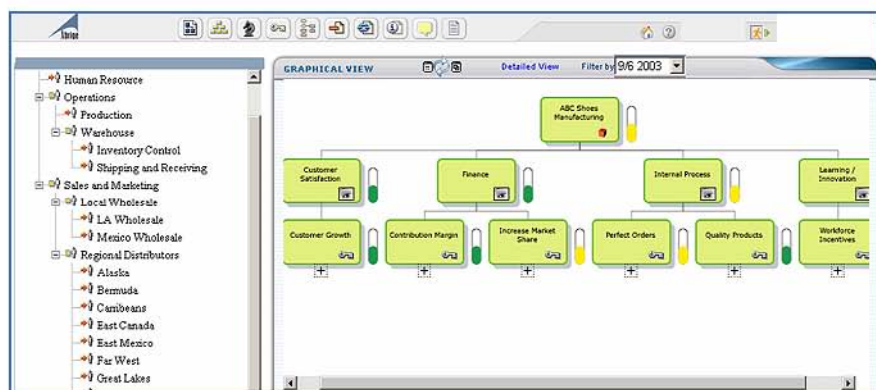 GRAPHICAL VIEW
Detailed View
Filter by 9/6 2003
Human Resource
Operations
Production
Warehouse
Inventory Control
Shipping and Receiving
Sales and Marketing
Local Wholesale
LA Wholesale
Mexico Wholesale
Regional Distributors
Alaska
Bermuda
Carribeans
East Canada
East Mexico
Far West
Great Lakes
ABC Shoes
Manufacturing
Customer
Satisfaction
Finance
Internal Process
Learning /
Innovation
Customer Growth
Contribution Margin
Increase Market
Share
Perfect Orders
Quality Products
Workforce
Incentives